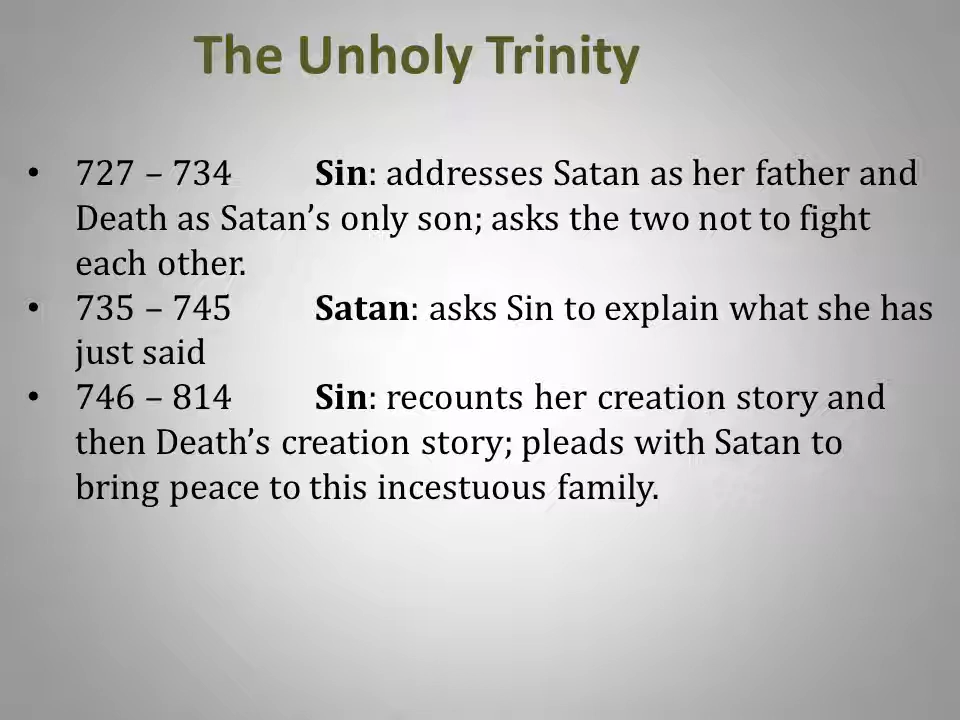 The Unholy Trinity
• 727 – 734 Sin: addresses Satan as her father and
Death as Satan’s only son; asks the two not to fight
each other.
• 735 – 745 Satan: asks Sin to explain what she has
just said
• 746 – 814 Sin: recounts her creation story and
then Death’s creation story; pleads with Satan to
bring peace to this incestuous family.